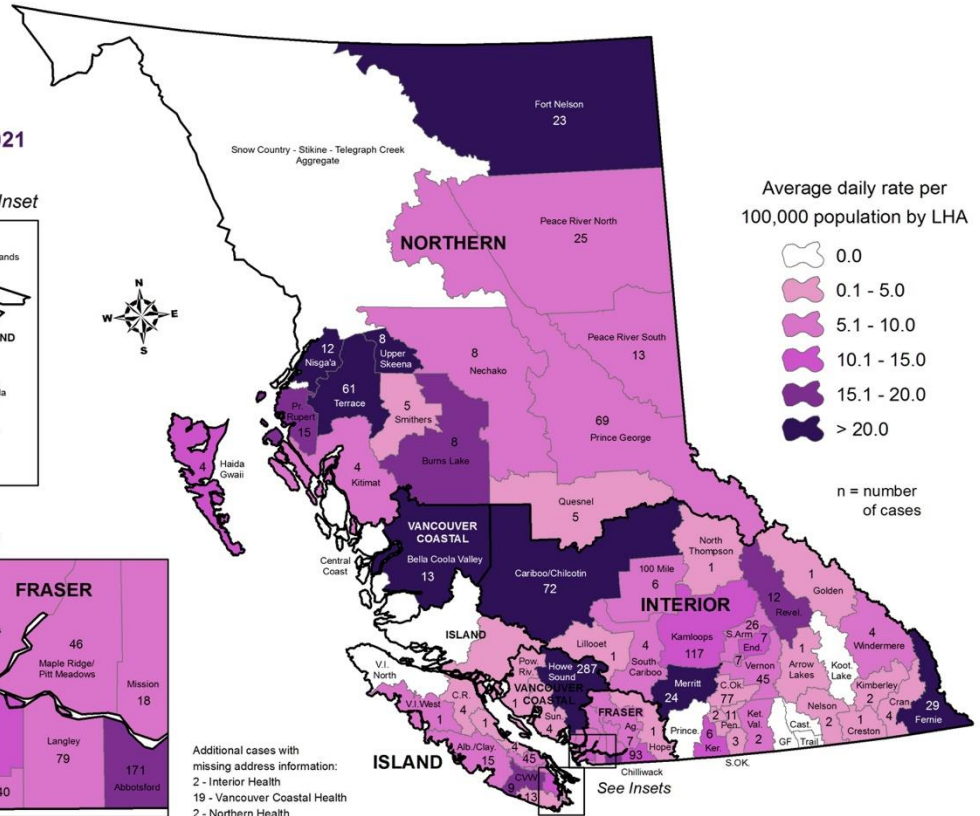 021
Inset
ands
ND
la
N
W
E
S
Fort Nelson
23
Snow Country - Stikine - Telegraph Creek
Aggregate
NORTHERN
Peace River North
25
Peace River South
13
Average daily rate per
100,000 population by LHA
0.0
0.1 - 5.0
5.1 - 10.0
10.1 - 15.0
15.1 - 20.0
> 20.0
n = number
of cases
12
Nisga'a
8
Upper
Skeena
61
Terrace
5
Smithers
8
Nechako
Pr.
Rupert
15
4
Kitimat
8
Burns Lake
69
Prince George
4
Haida
Gwaii
Quesnel
5
Central
Coast
VANCOUVER
COASTAL
Bella Coola Valley
13
Cariboo/Chilcotin
72
North
Thompson
1
100 Mile
6
INTERIOR
12
Revel.
1
Golden
ISLAND
Lillooet
1
4
South
Cariboo
Kamloops
117
26
S.Arm
7
End.
7
Vernon
45
4
Windermere
V.I.
North
Pow.
Riv.
1
Howe
Sound
287
VANCOUVER
COASTAL
Sun.
4
Merritt
24
C.Ok.
77
1
Arrow
Lakes
Koot.
Lake
Kimberley
2
Cran.
4
29
Fernie
V.I.West
1
C.R.
4
1
FRASER
Ag.
7
1
Hope
93
Chilliwack
Prince.
6
Ker.
2
11
Pen.
3
S.OK.
Ket.
Val.
2
Cast.
GF
Trail
Nelson
2
1
Creston
Alb./Clay.
15
4
45
CVW
9
13
ISLAND
See Insets
Additional cases with
missing address information:
2 - Interior Health
19 - Vancouver Coastal Health
2 - Northern Health
FRASER
46
Maple Ridge/
Pitt Meadows
Mission
18
Langley
79
171
Abbotsford
40